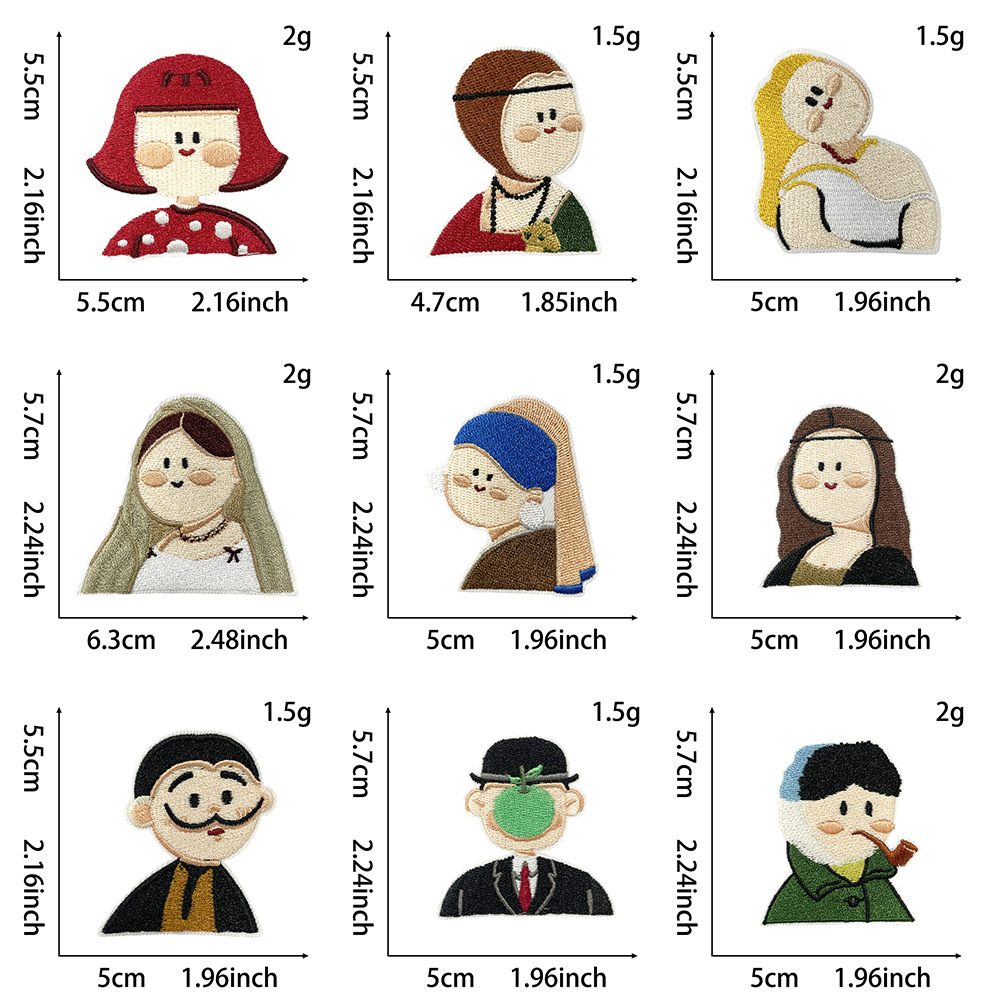 2g
5.5cm 2.16inch
5.5cm 2.16inch
1.5g
5.5cm 2.16inch
4.7cm 1.85inch
1.5g
5.5cm 2.16inch
5cm 1.96inch
2g
5.7cm 2.24inch
6.3cm 2.48inch
1.5g
5.7cm 2.24inch
5cm 1.96inch
2g
5.7cm 2.24inch
5cm 1.96inch
1.5g
5.5cm 2.16inch
5cm 1.96inch
1.5g
5.7cm 2.24inch
5cm 1.96inch
2g
5.7cm 2.24inch
5cm 1.96inch